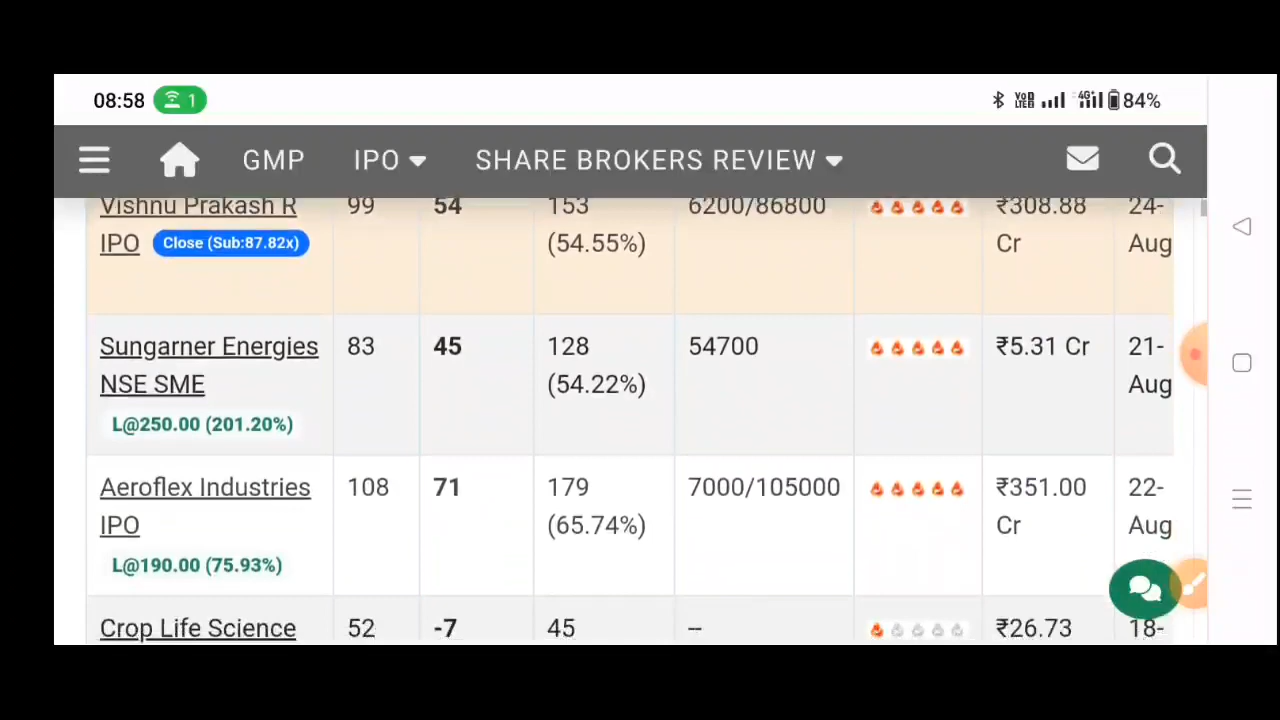 08:58 1 VoB LTEB 4G+ 84%
GMP IPO SHARE BROKERS REVIEW
Vishnu Prakash R 99 54 153 6200/86800 ₹308.88 24-
IPO Close (Sub:87.82x) (54.55%) Cr Aug
Sungarner Energies 83 45 128 54700 ₹5.31 Cr 21-
NSE SME (54.22%) Aug
L@250.00 (201.20%)
Aeroflex Industries 108 71 179 7000/105000 ₹351.00 22-
IPO (65.74%) Cr Aug
L@190.00 (75.93%)
Crop Life Science 52 -7 45 -- ₹26.73 18-